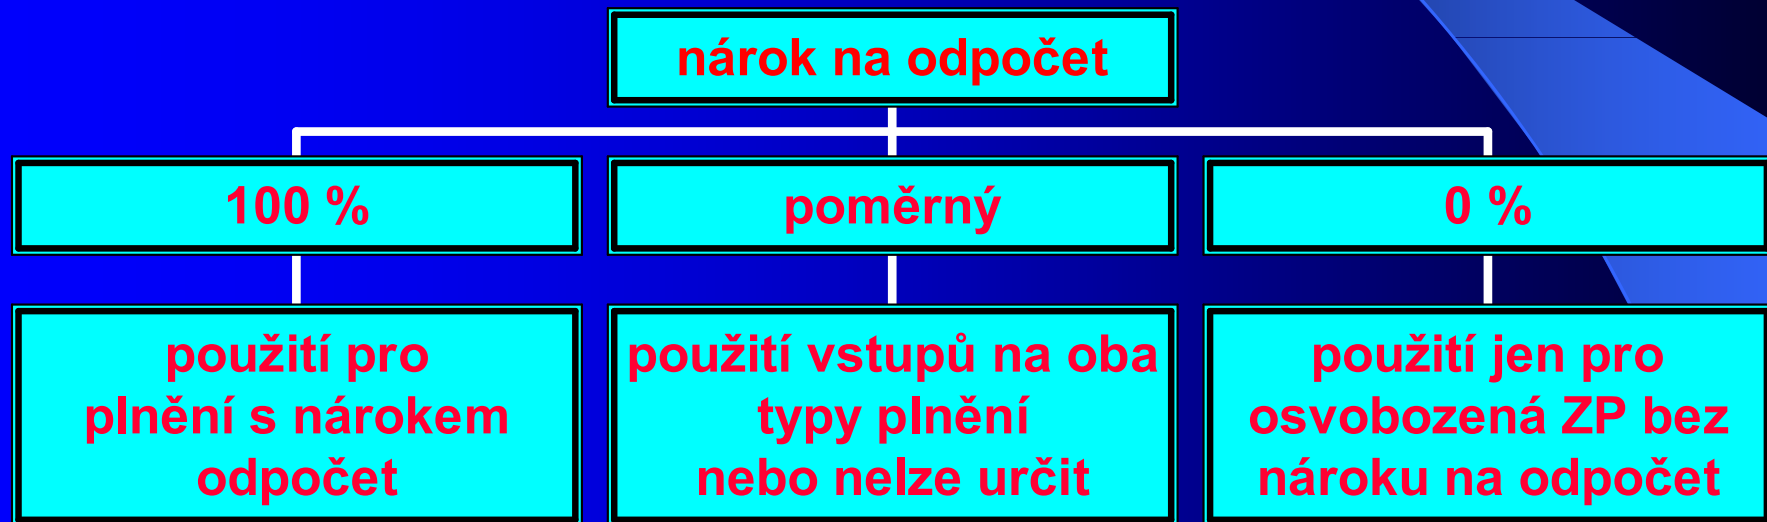 nárok na odpočet
100 %
poměrný
0 %
použití pro
plnění s nárokem
odpočet
použití vstupů na oba
typy plnění
nebo nelze určit
použití jen pro
osvobozená ZP bez
nároku na odpočet